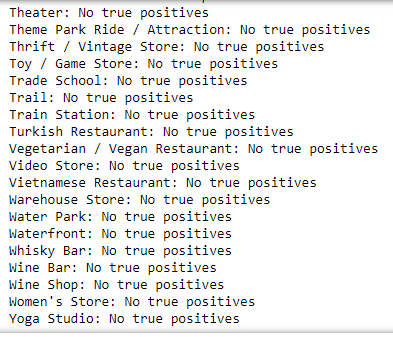 Theater: No true positives
Theme Park Ride / Attraction: No true positives
Thrift / Vintage Store: No true positives
Toy / Game Store: No true positives
Trade School: No true positives
Trail: No true positives
Train Station: No true positives
Turkish Restaurant: No true positives
Vegetarian / Vegan Restaurant: No true positives
Video Store: No true positives
Vietnamese Restaurant: No true positives
Warehouse Store: No true positives
Water Park: No true positives
Waterfront: No true positives
Whisky Bar: No true positives
Wine Bar: No true positives
Wine Shop: No true positives
Women's Store: No true positives
Yoga Studio: No true positives